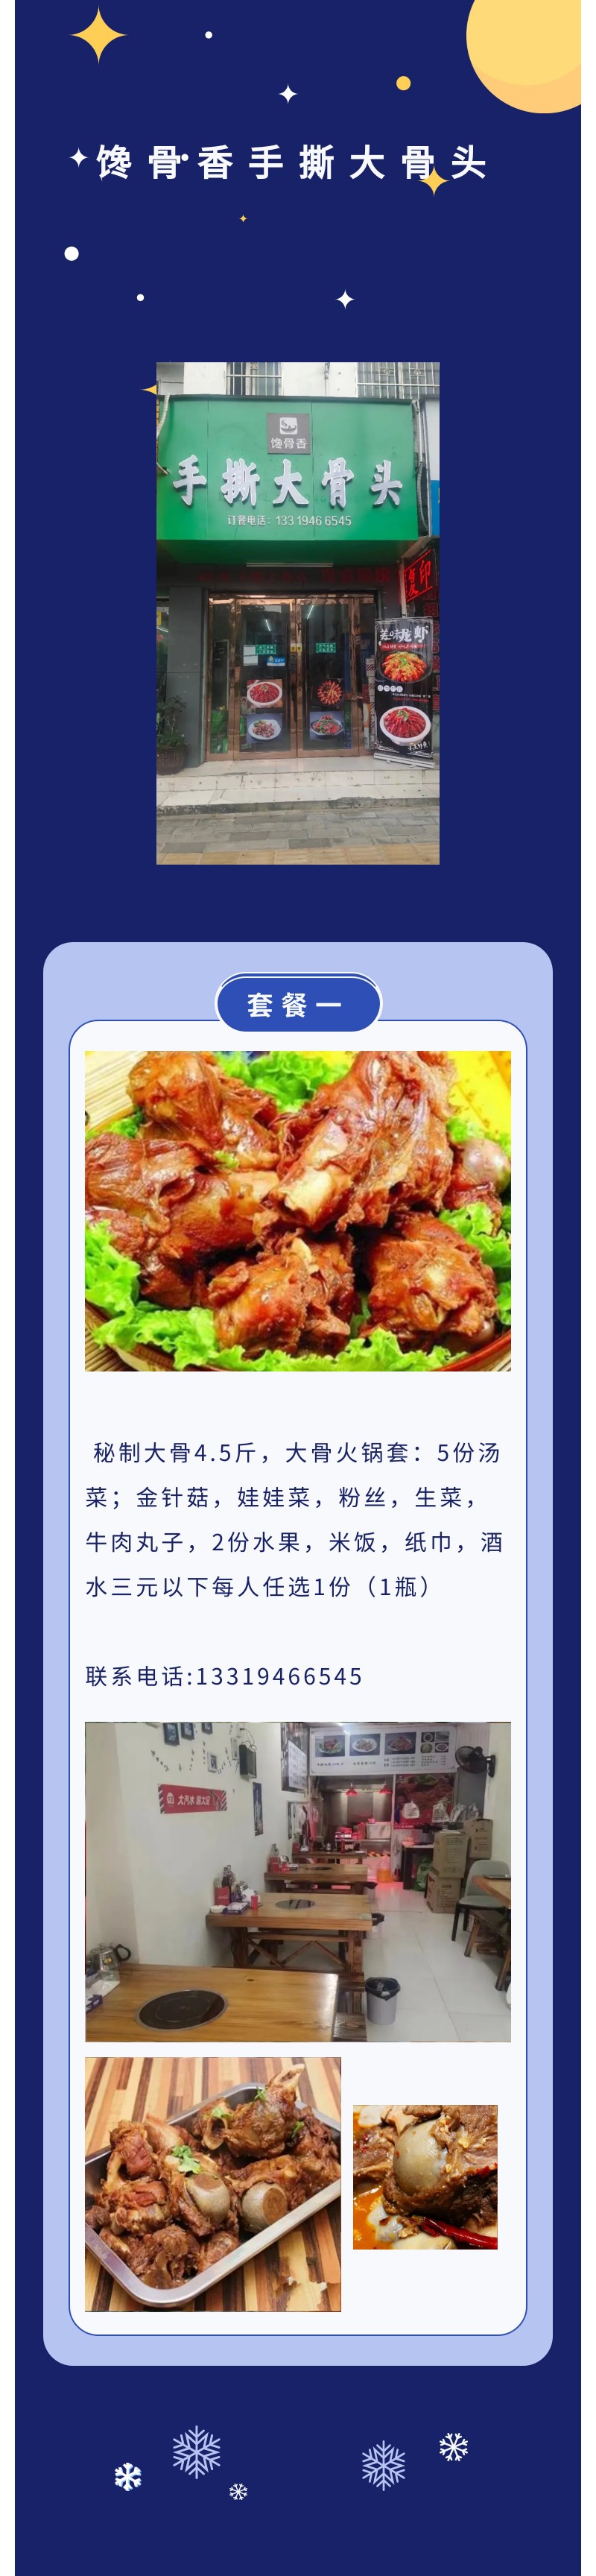 馋骨香手撕大骨头
馋骨香
手撕大骨头
订餐电话：133 1946 6545
复印
美味龙虾
套餐一
秘制大骨4.5斤，大骨火锅套：5份汤
菜；金针菇，娃娃菜，粉丝，生菜，
牛肉丸子，2份水果，米饭，纸巾，酒
水三元以下每人任选1份（1瓶）
联系电话:13319466545